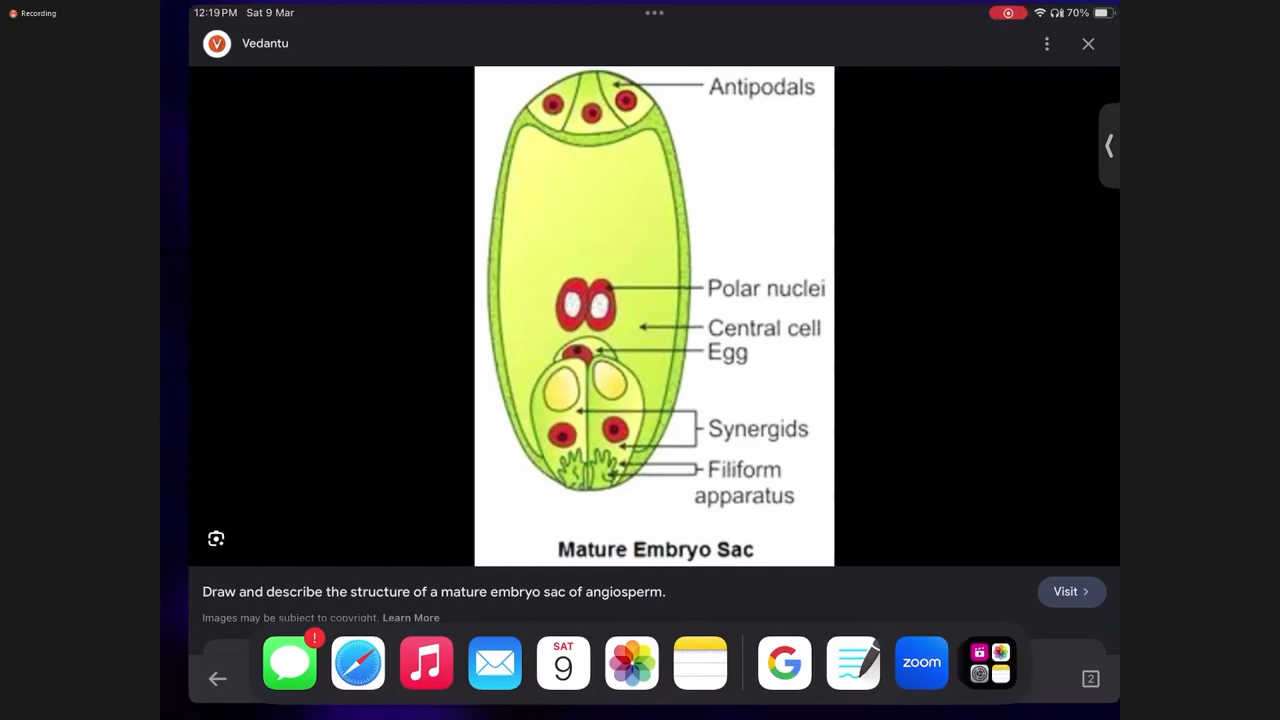 Recording
12:19 PM Sat 9 Mar
70%
Vedantu
Antipodals
Polar nuclei
Central cell
Egg
Synergids
Filiform
apparatus
Mature Embryo Sac
Draw and describe the structure of a mature embryo sac of angiosperm.
Visit
Images may be subject to copyright. Learn More
!
SAT
9
zoom
2